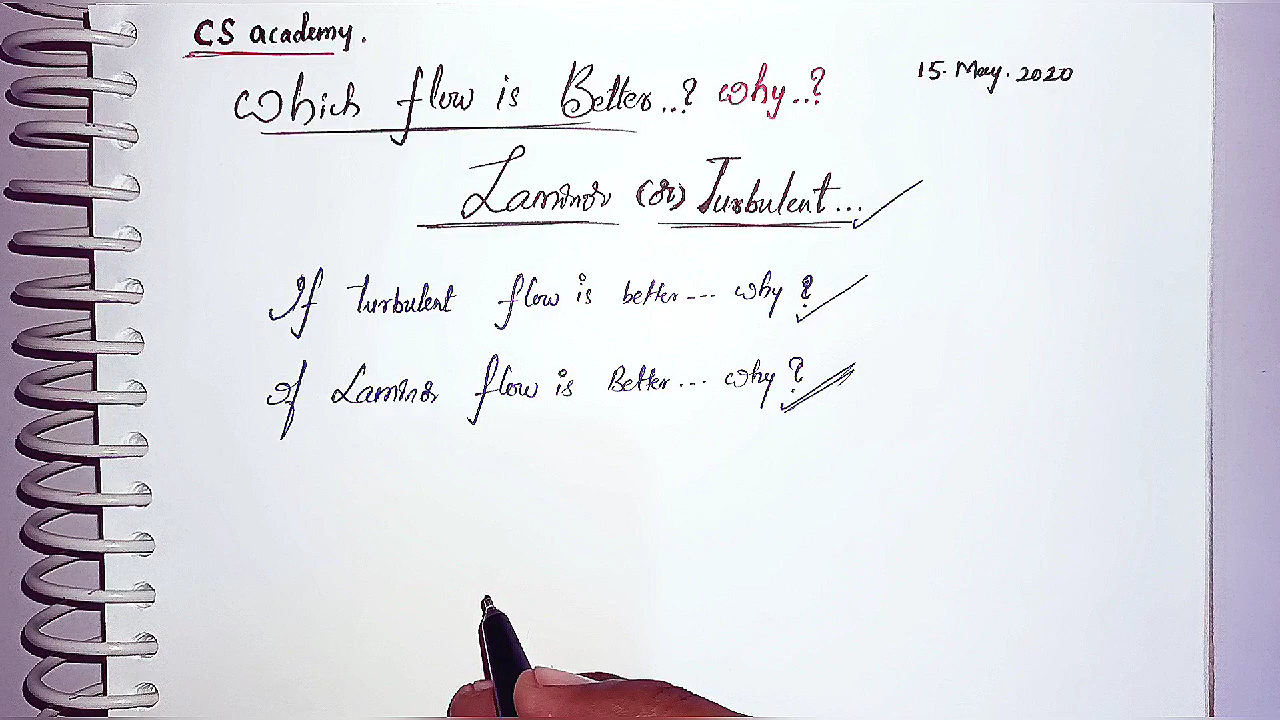 CS academy.
15. May. 2020
Which flow is Better..? why..?
Laminar (or) Turbulent...
If turbulent flow is better--- why?
If Laminar flow is Better... why?